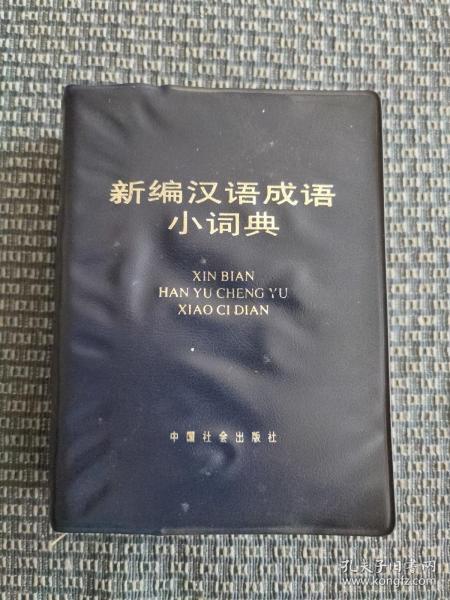 新编汉语成语
小词典
XIN BIAN
HAN YU CHENG YU
XIAO CI DIAN
中国社会出版社
孔夫子旧书网
www.kongfz.com